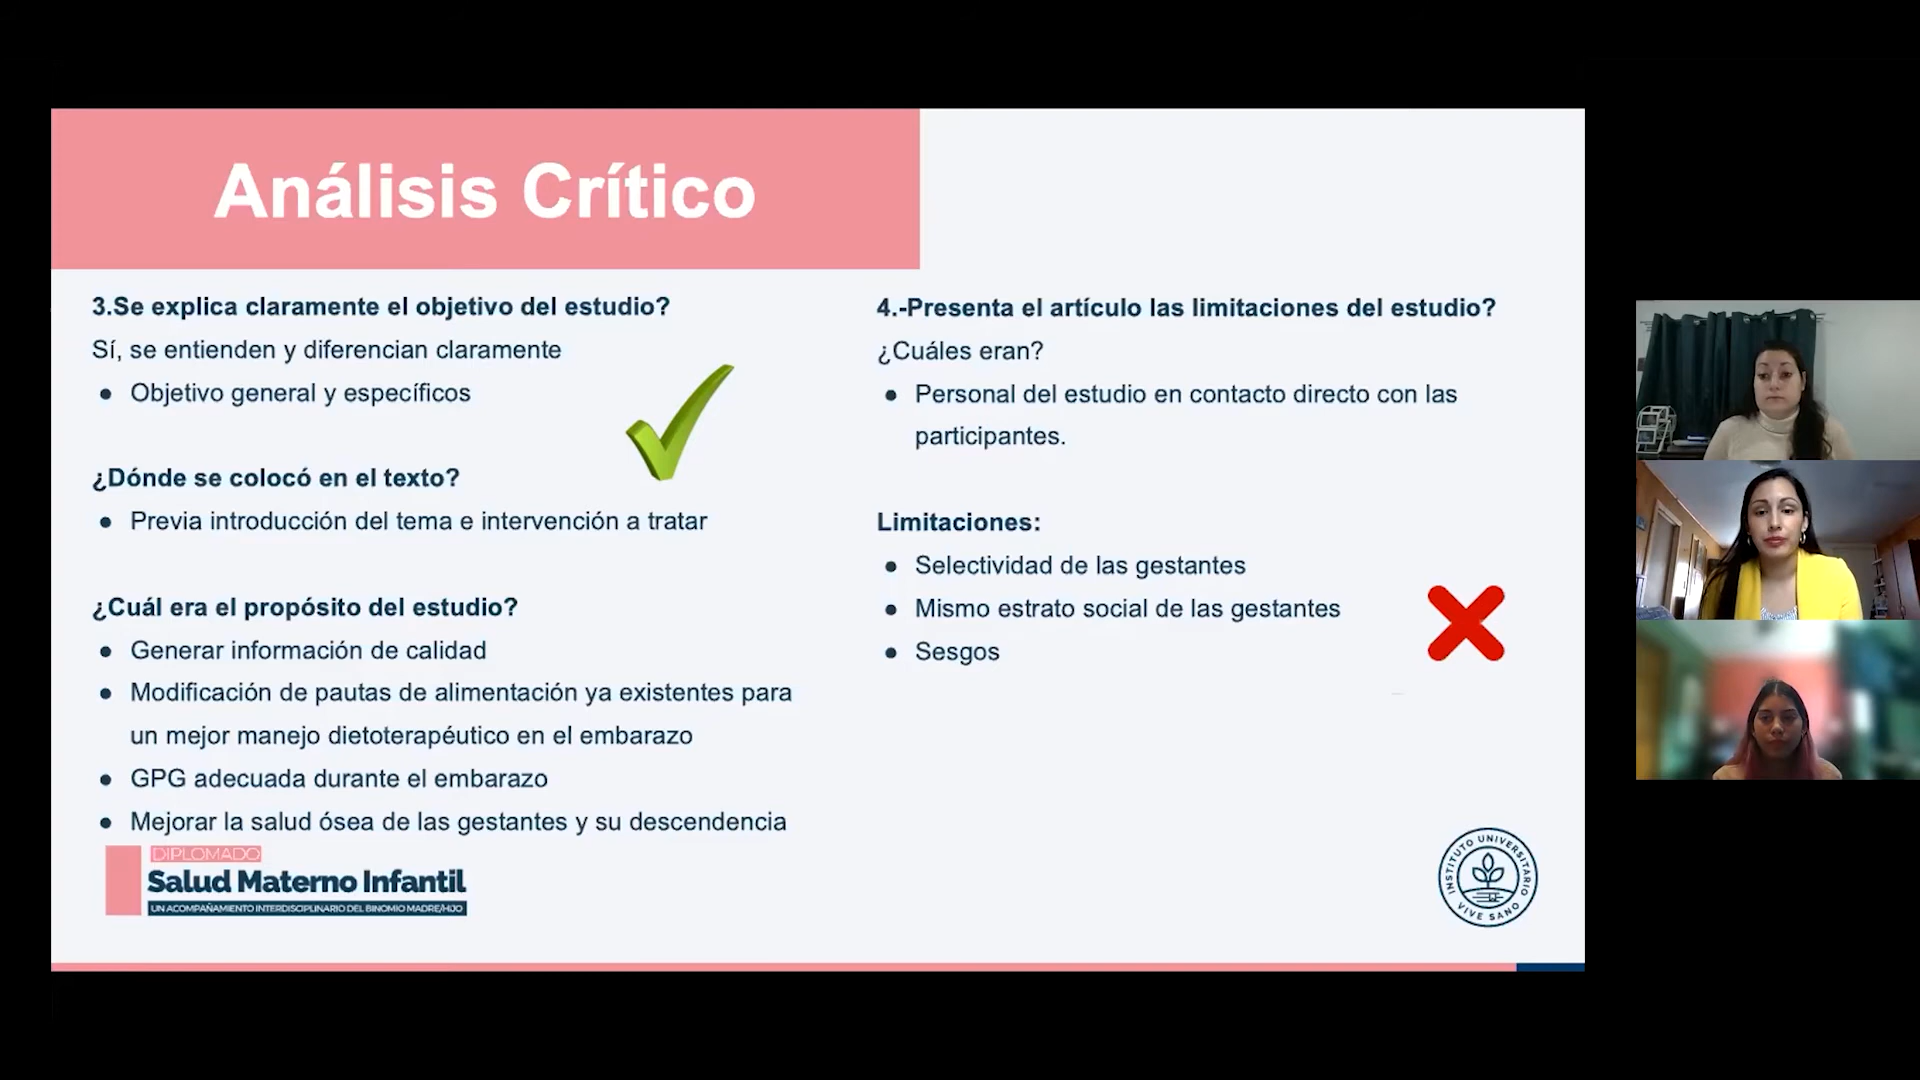 Análisis Crítico
3.Se explica claramente el objetivo del estudio?
Sí, se entienden y diferencian claramente
● Objetivo general y específicos
¿Dónde se colocó en el texto?
● Previa introducción del tema e intervención a tratar
¿Cuál era el propósito del estudio?
● Generar información de calidad
● Modificación de pautas de alimentación ya existentes para
un mejor manejo dietoterapéutico en el embarazo
● GPG adecuada durante el embarazo
● Mejorar la salud ósea de las gestantes y su descendencia
4.-Presenta el artículo las limitaciones del estudio?
¿Cuáles eran?
● Personal del estudio en contacto directo con las
participantes.
Limitaciones:
● Selectividad de las gestantes
● Mismo estrato social de las gestantes
● Sesgos
DIPLOMADO
Salud Materno Infantil
UN ACOMPAÑAMIENTO INTERDISCIPLINARIO DEL BINOMIO MADRE/HIJO
INSTITUTO UNIVERSITARIO
VIVE SANO